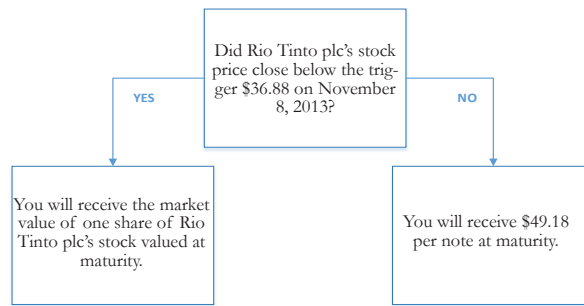 Did Rio Tinto plc's stock
price close below the trig-
ger $36.88 on November
8, 2013?
YES
NO
You will receive the market
value of one share of Rio
Tinto plc's stock valued at
maturity.
You will receive $49.18
per note at maturity.